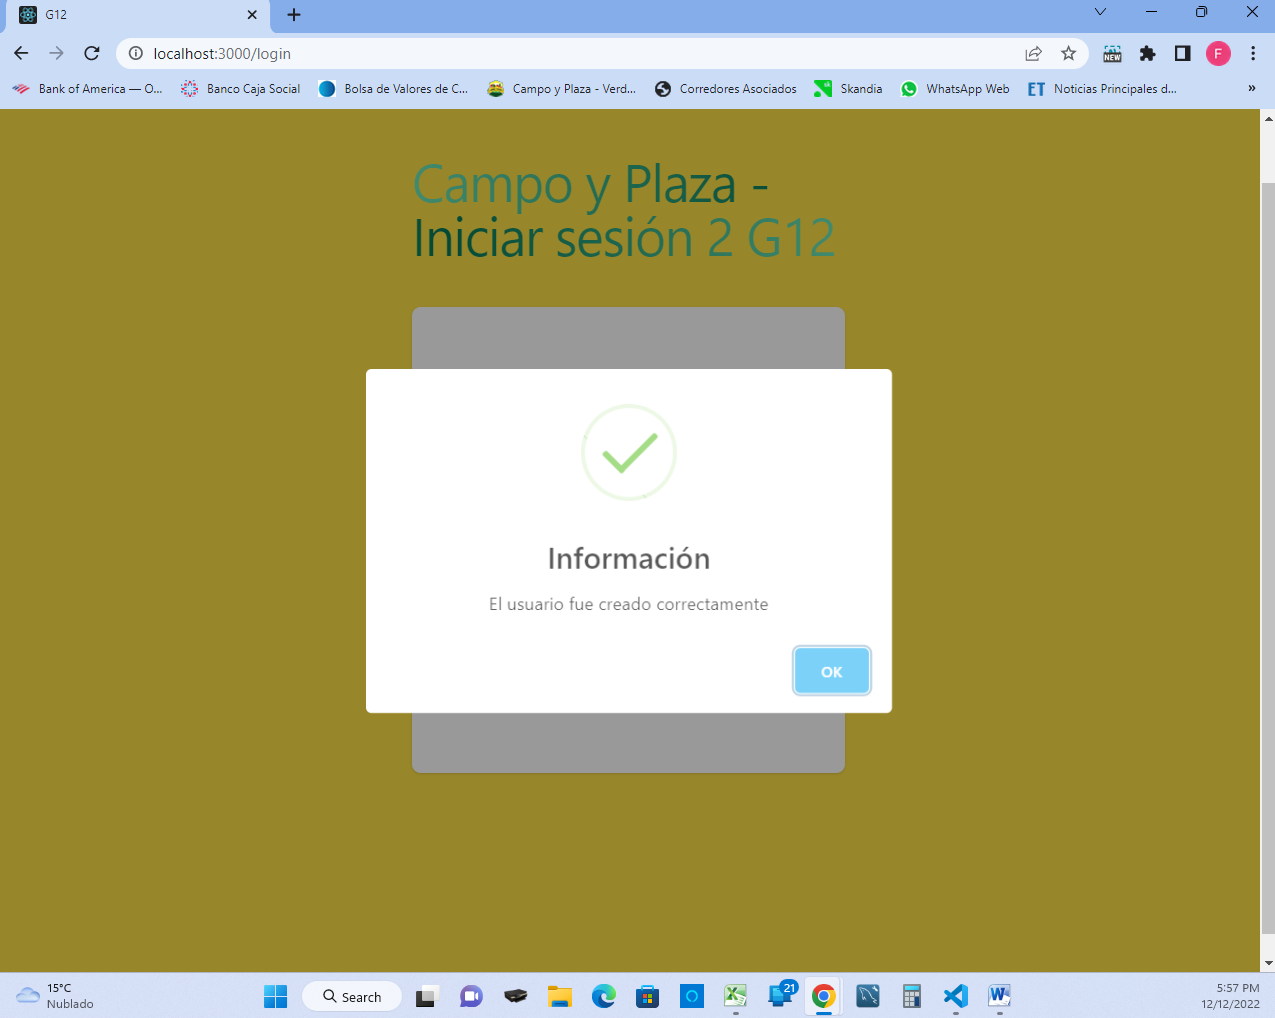 G12
localhost:3000/login
NEW
F
Bank of America — O...
Banco Caja Social
Bolsa de Valores de C...
Campo y Plaza - Verd...
Corredores Asociados
Skandia
WhatsApp Web
ET Noticias Principales d...
»
Campo y Plaza -
Iniciar sesión 2 G12
Información
El usuario fue creado correctamente
OK
15°C
Nublado
Search
21
5:57 PM
12/12/2022